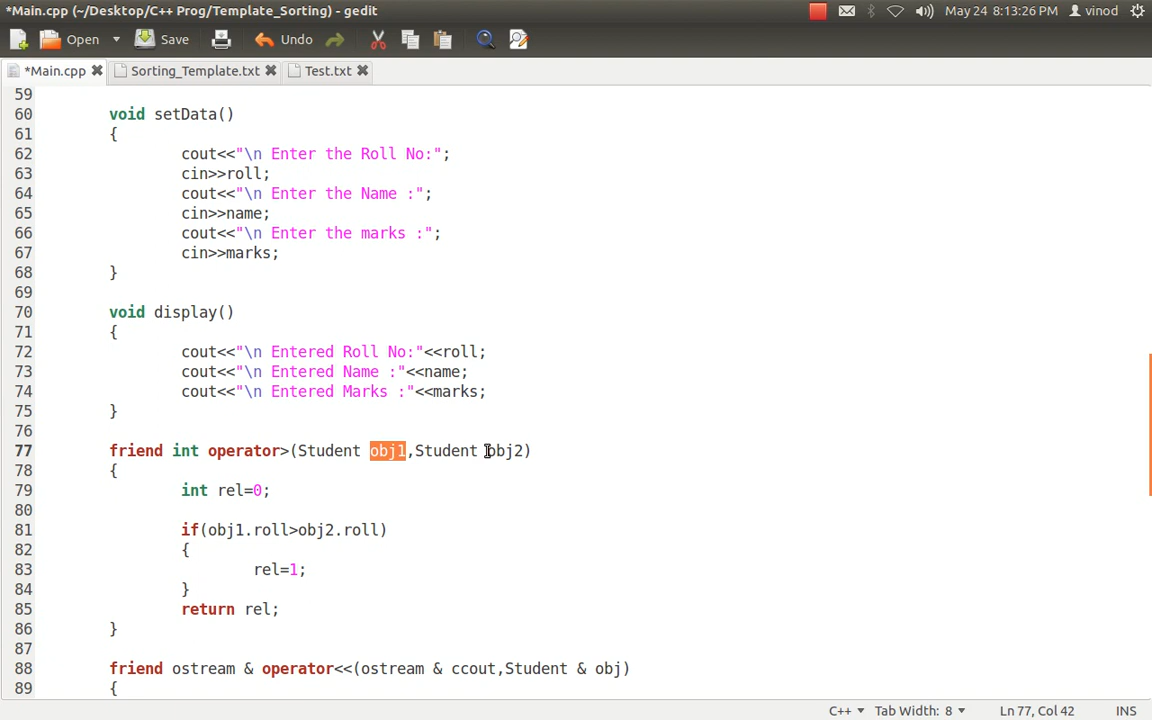 *Main.cpp (~/Desktop/C++ Prog/Template_Sorting) - gedit May 24 8:13:26 PM vinod
Open Save Undo
*Main.cpp Sorting_Template.txt Test.txt
59
60 void setData()
61 {
62 cout<<"\n Enter the Roll No:";
63 cin>>roll;
64 cout<<"\n Enter the Name :";
65 cin>>name;
66 cout<<"\n Enter the marks :";
67 cin>>marks;
68 }
69
70 void display()
71 {
72 cout<<"\n Entered Roll No:"<<roll;
73 cout<<"\n Entered Name :"<<name;
74 cout<<"\n Entered Marks :"<<marks;
75 }
76
77 friend int operator>(Student obj1,Student obj2)
78 {
79 int rel=0;
80
81 if(obj1.roll>obj2.roll)
82 {
83 rel=1;
84 }
85 return rel;
86 }
87
88 friend ostream & operator<<(ostream & ccout,Student & obj)
89 {
C++ Tab Width: 8 Ln 77, Col 42 INS